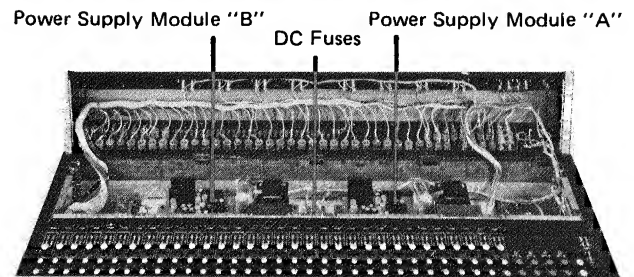 Power Supply Module "B"
Power Supply Module "A"
DC Fuses